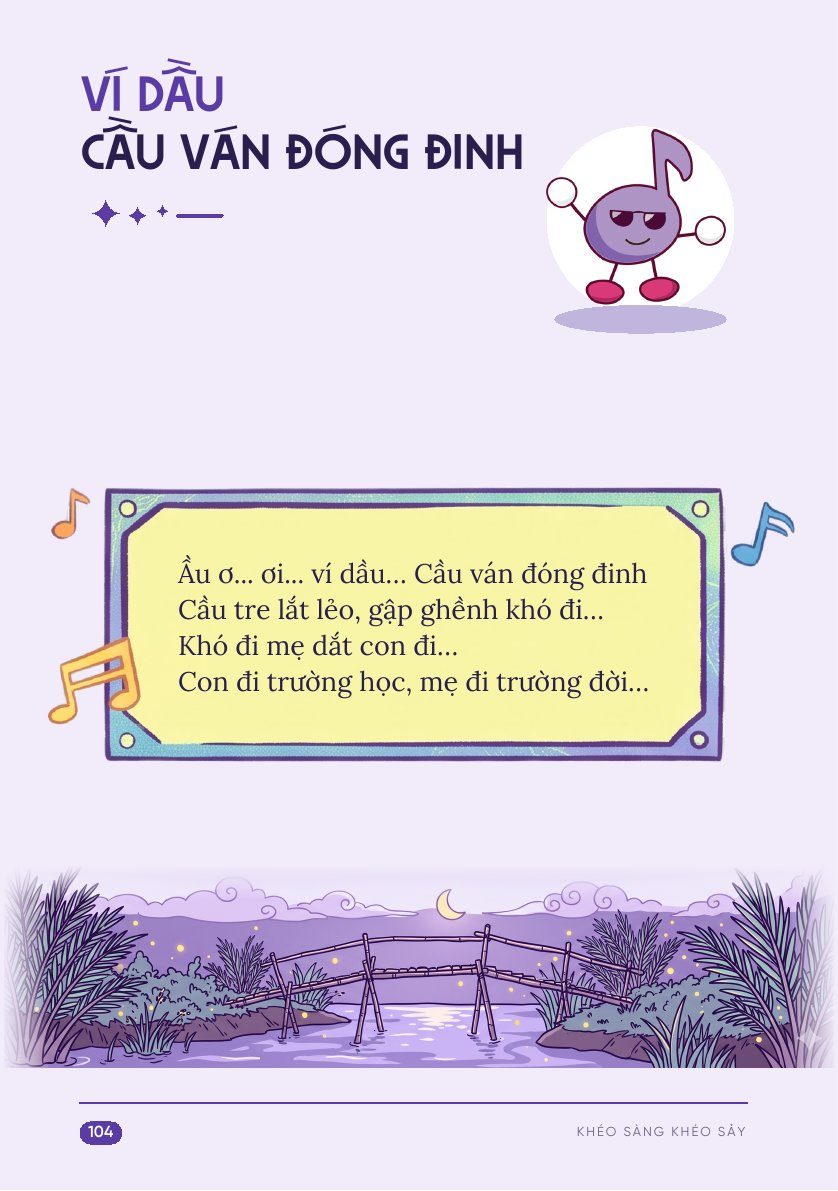 VÍ DẦU
CẦU VÁN ĐÓNG ĐINH
Ầu ơ... ơi... ví dầu... Cầu ván đóng đinh
Cầu tre lắt lẻo, gập ghềnh khó đi...
Khó đi mẹ dắt con đi...
Con đi trường học, mẹ đi trường đời...
104
KHÉO SÀNG KHÉO SẢY